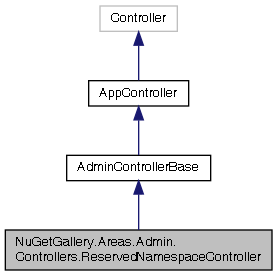 Controller
AppController
AdminControllerBase
NuGetGallery.Areas.Admin.
Controllers.ReservedNamespaceController